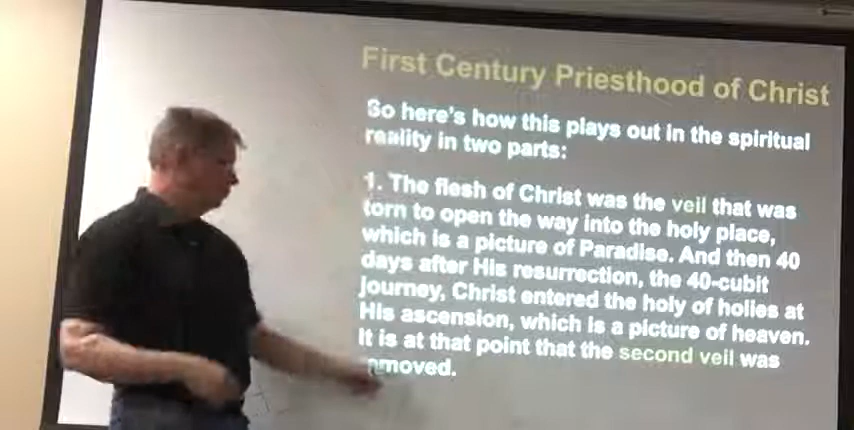 First Century Priesthood of Christ
So here's how this plays out in the spiritual
reality in two parts:
1. The flesh of Christ was the veil that was
torn to open the way into the holy place,
which is a picture of Paradise. And then 40
days after His resurrection, the 40-cubit
journey, Christ entered the holy of holies at
His ascension, which is a picture of heaven.
It is at that point that the second veil was
removed.